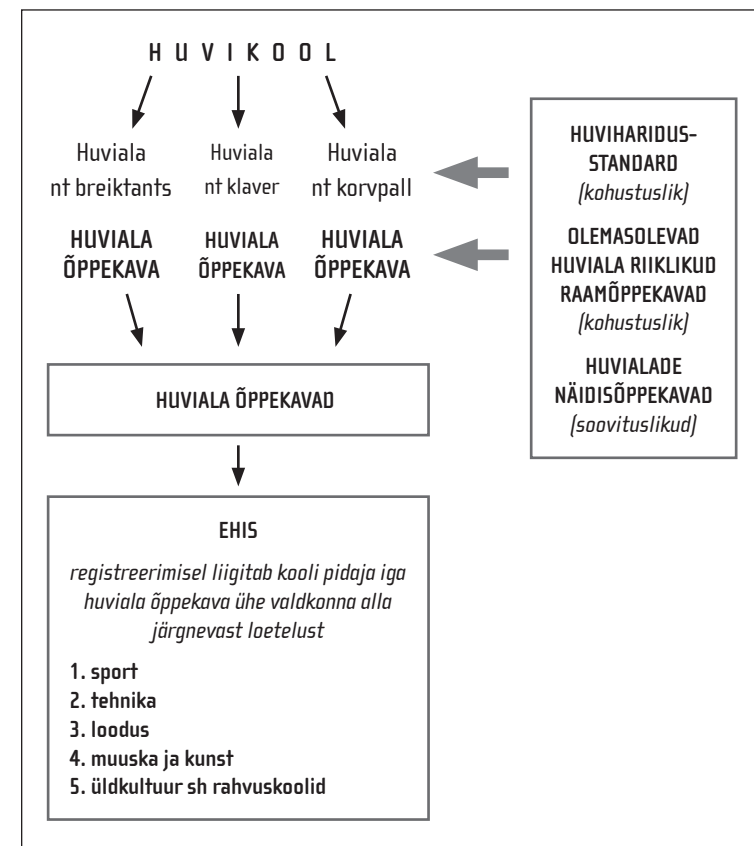 HUVIKOOL
Huviala
nt breiktants
Huviala
nt klaver
Huviala
nt korvpall
HUVIALA
ÕPPEKAVA
HUVIALA
ÕPPEKAVA
HUVIALA
ÕPPEKAVA
HUVIHARIDUS-
STANDARD
(kohustuslik)
OLEMASOLEVAD
HUVIALA RIIKLIKUD
RAAMÕPPEKAVAD
(kohustuslik)
HUVIALADE
NÄIDISÕPPEKAVAD
(soovituslikud)
HUVIALA ÕPPEKAVAD
EHIS
registreerimisel liigitab kooli pidaja iga
huviala õppekava ühe valdkonna alla
järgnevast loetelust
1. sport
2. tehnika
3. loodus
4. muuska ja kunst
5. üldkultuur sh rahvuskoolid